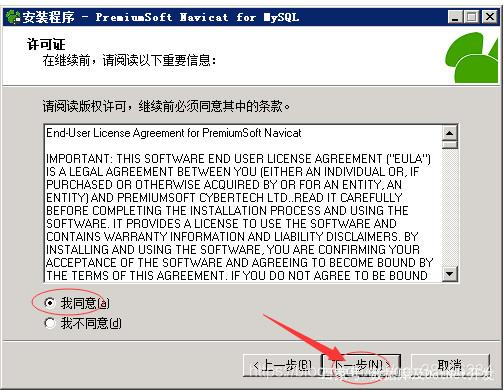 安装程序 - PremiumSoft Navicat for MySQL
许可证
在继续前，请阅读以下重要信息：
请阅读版权许可，继续前必须同意其中的条款。
End-User License Agreement for PremiumSoft Navicat
IMPORTANT: THIS SOFTWARE END USER LICENSE AGREEMENT ("EULA")
IS A LEGAL AGREEMENT BETWEEN YOU (EITHER AN INDIVIDUAL OR, IF
PURCHASED OR OTHERWISE ACQUIRED BY OR FOR AN ENTITY, AN
ENTITY) AND PREMIUMSOFT CYBERTECH LTD..READ IT CAREFULLY
BEFORE COMPLETING THE INSTALLATION PROCESS AND USING THE
SOFTWARE. IT PROVIDES A LICENSE TO USE THE SOFTWARE AND
CONTAINS WARRANTY INFORMATION AND LIABILITY DISCLAIMERS. BY
INSTALLING AND USING THE SOFTWARE, YOU ARE CONFIRMING YOUR
ACCEPTANCE OF THE SOFTWARE AND AGREEING TO BECOME BOUND BY
THE TERMS OF THIS AGREEMENT. IF YOU DO NOT AGREE TO BE BOUND
我同意(a)
我不同意(d)
<上一步(B) 下一步(N)> 取消